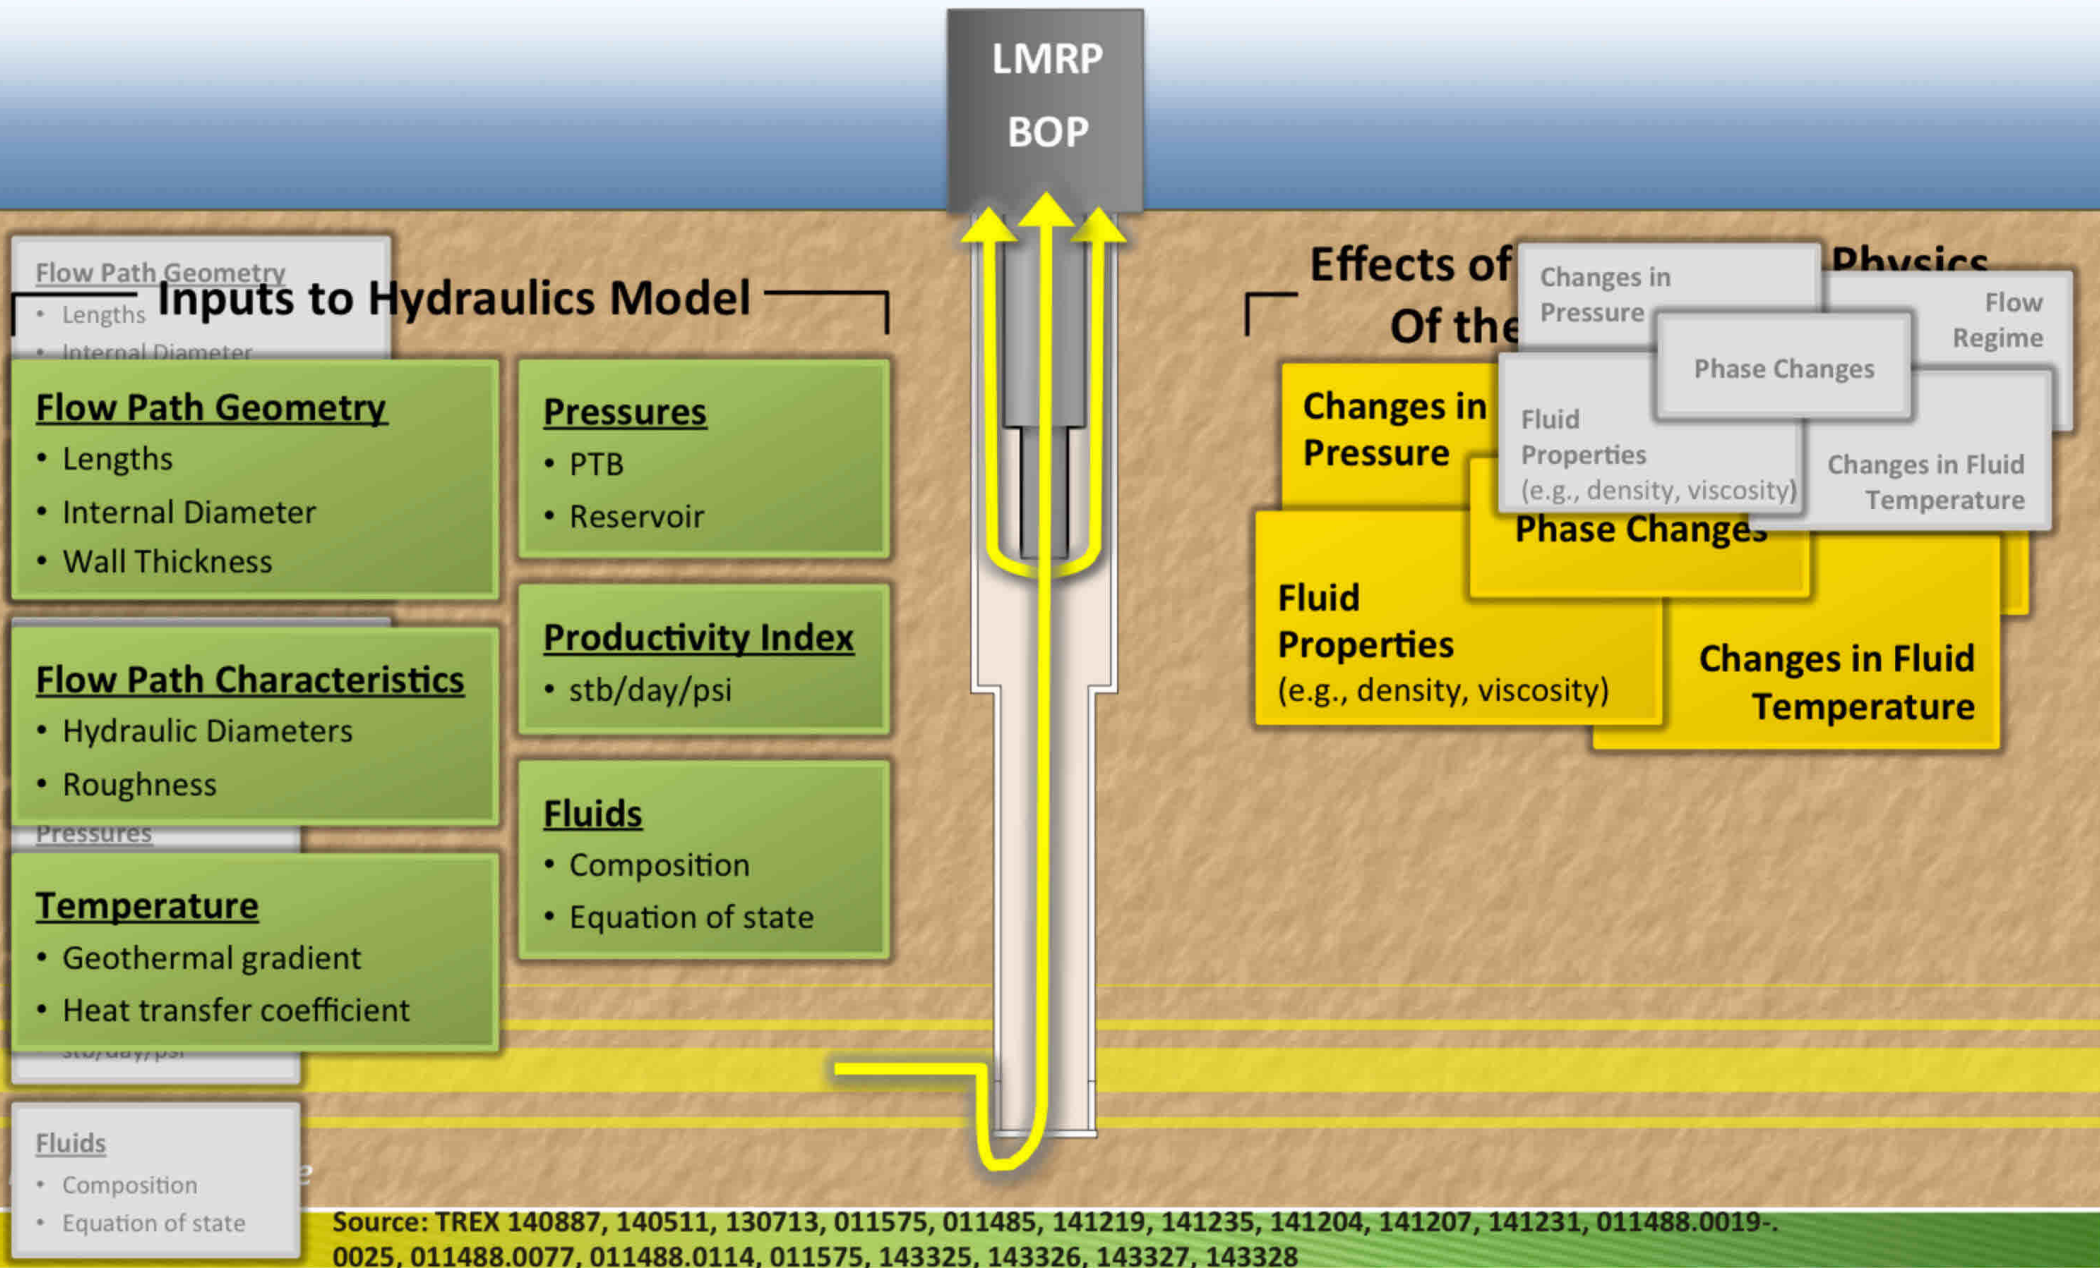 LMRP
BOP
Flow Path Geometry
• Lengths
• Internal Diameter
Inputs to Hydraulics Model
Flow Path Geometry
• Lengths
• Internal Diameter
• Wall Thickness
Flow Path Characteristics
• Hydraulic Diameters
• Roughness
Pressures
Temperature
• Geothermal gradient
• Heat transfer coefficient
stb/day/psi
Fluids
• Composition
• Equation of state
Pressures
• PTB
• Reservoir
Productivity Index
• stb/day/psi
Fluids
• Composition
• Equation of state
Effects of
Physics
Of the
Changes in
Pressure
Flow
Regime
Phase Changes
Fluid
Properties
(e.g., density, viscosity)
Changes in Fluid
Temperature
Changes in
Pressure
Phase Changes
Fluid
Properties
(e.g., density, viscosity)
Changes in Fluid
Temperature
Source: TREX 140887, 140511, 130713, 011575, 011485, 141219, 141235, 141204, 141207, 141231, 011488.0019-.
0025, 011488.0077, 011488.0114, 011575, 143325, 143326, 143327, 143328